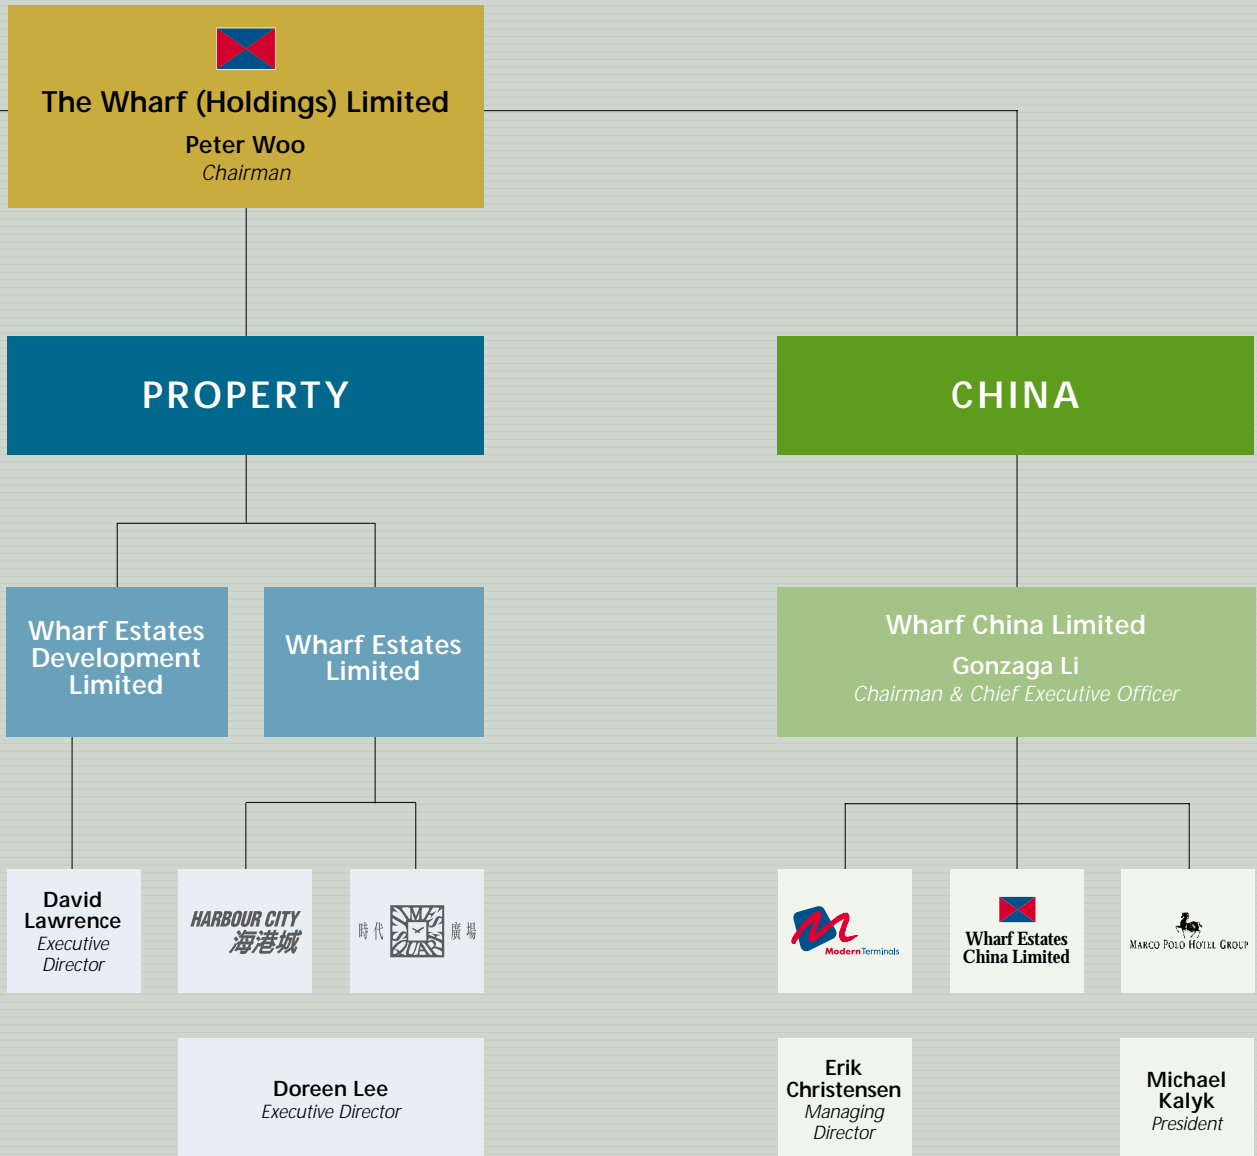 The Wharf (Holdings) Limited
Peter Woo
Chairman
PROPERTY
CHINA
Wharf Estates
Development
Limited
Wharf Estates
Limited
Wharf China Limited
Gonzaga Li
Chairman & Chief Executive Officer
David
Lawrence
Executive
Director
HARBOUR CITY
海港城
時代 TIMES SQUARE 廣場
Modern Terminals
Wharf Estates
China Limited
MARCO POLO HOTEL GROUP
Doreen Lee
Executive Director
Erik
Christensen
Managing
Director
Michael
Kalyk
President